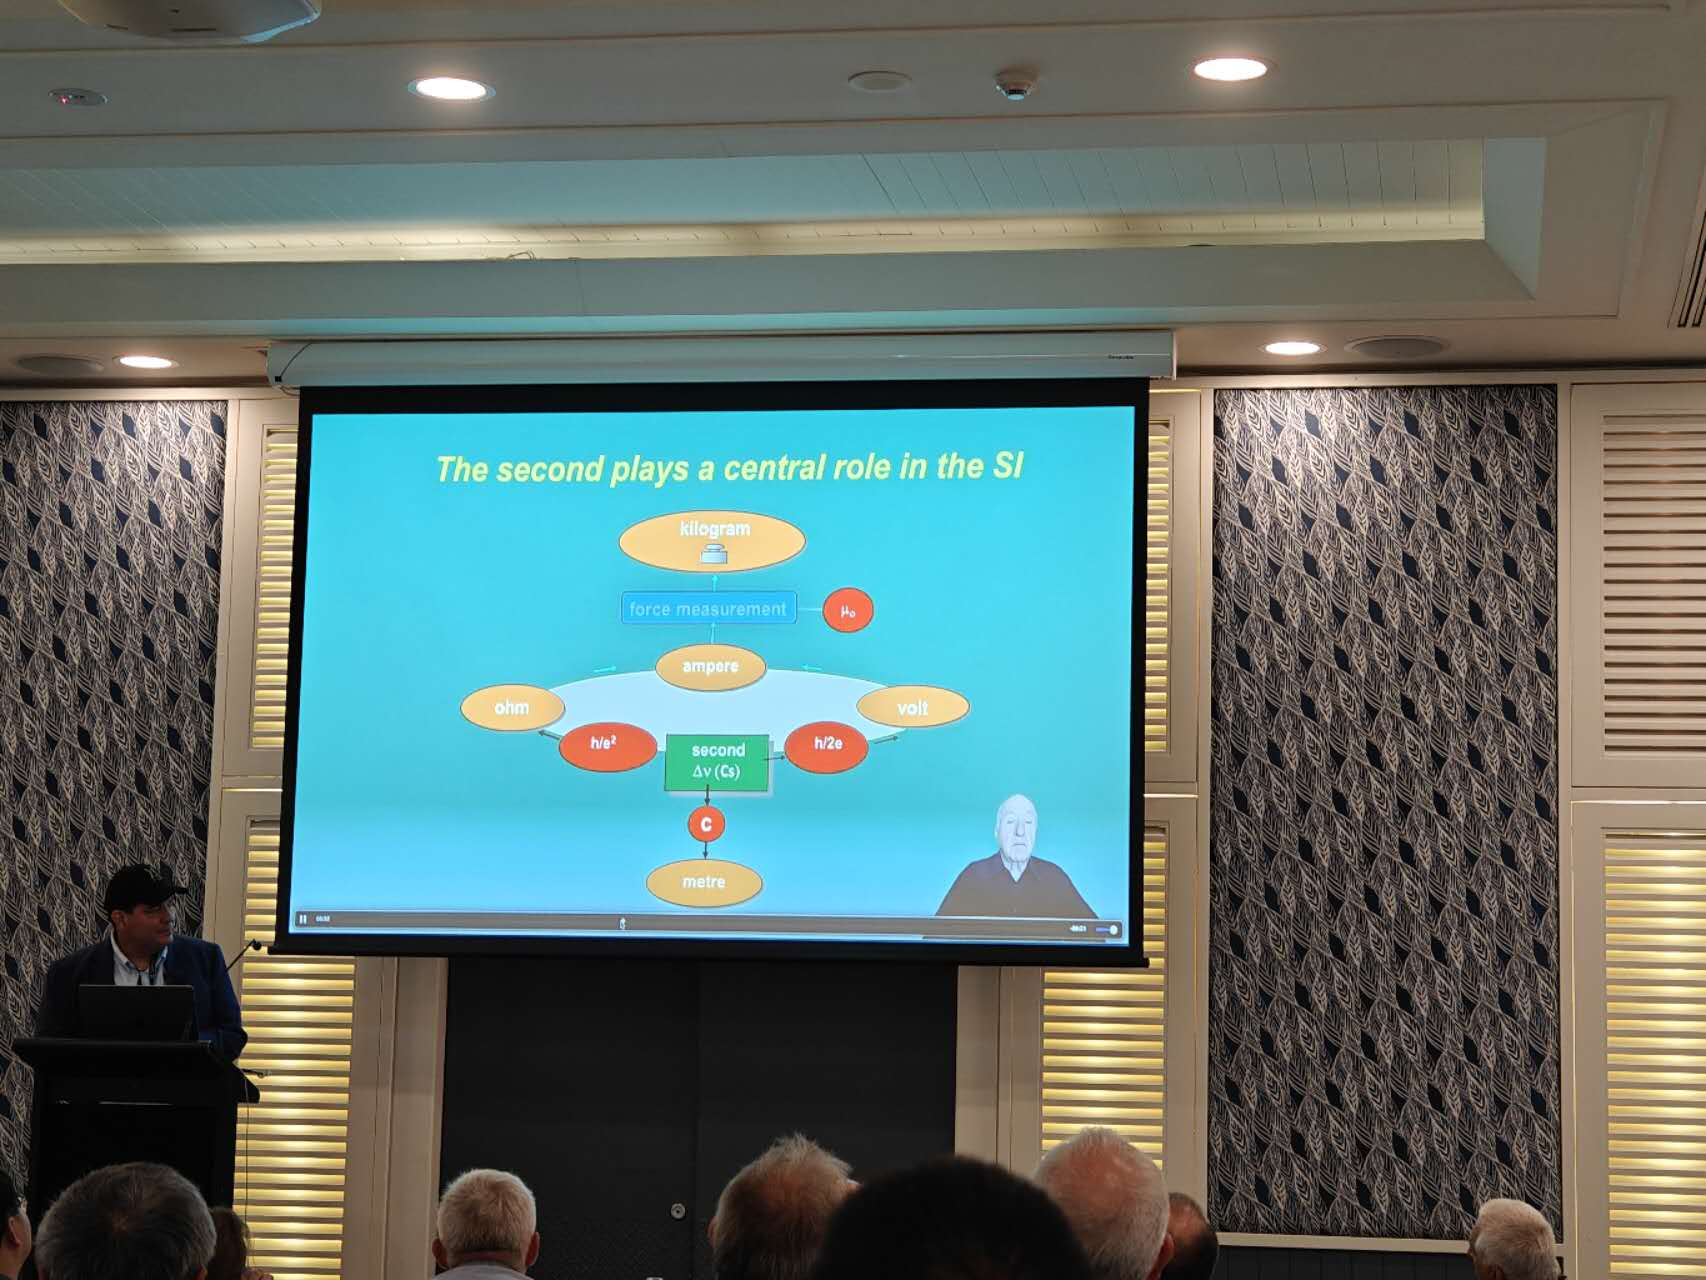 The second plays a central role in the SI
kilogram
force measurement
μ₀
ampere
ohm
volt
h/e²
second
Δν (Cs)
h/2e
C
metre